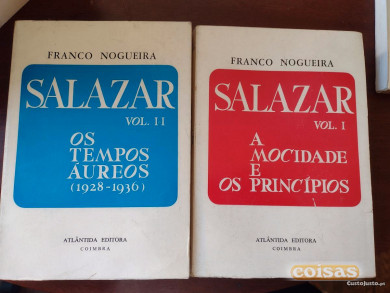 FRANCO NOGUEIRA
SALAZAR
VOL. II
OS
TEMPOS
ÁUREOS
(1928-1936)
ATLÂNTIDA EDITORA
COIMBRA
FRANCO NOGUEIRA
SALAZAR
VOL. I
A
MOCIDADE
E
OS PRINCÍPIOS
ATLÂNTIDA EDITORA
COIMBRA
coisas
CustoJusto.pt